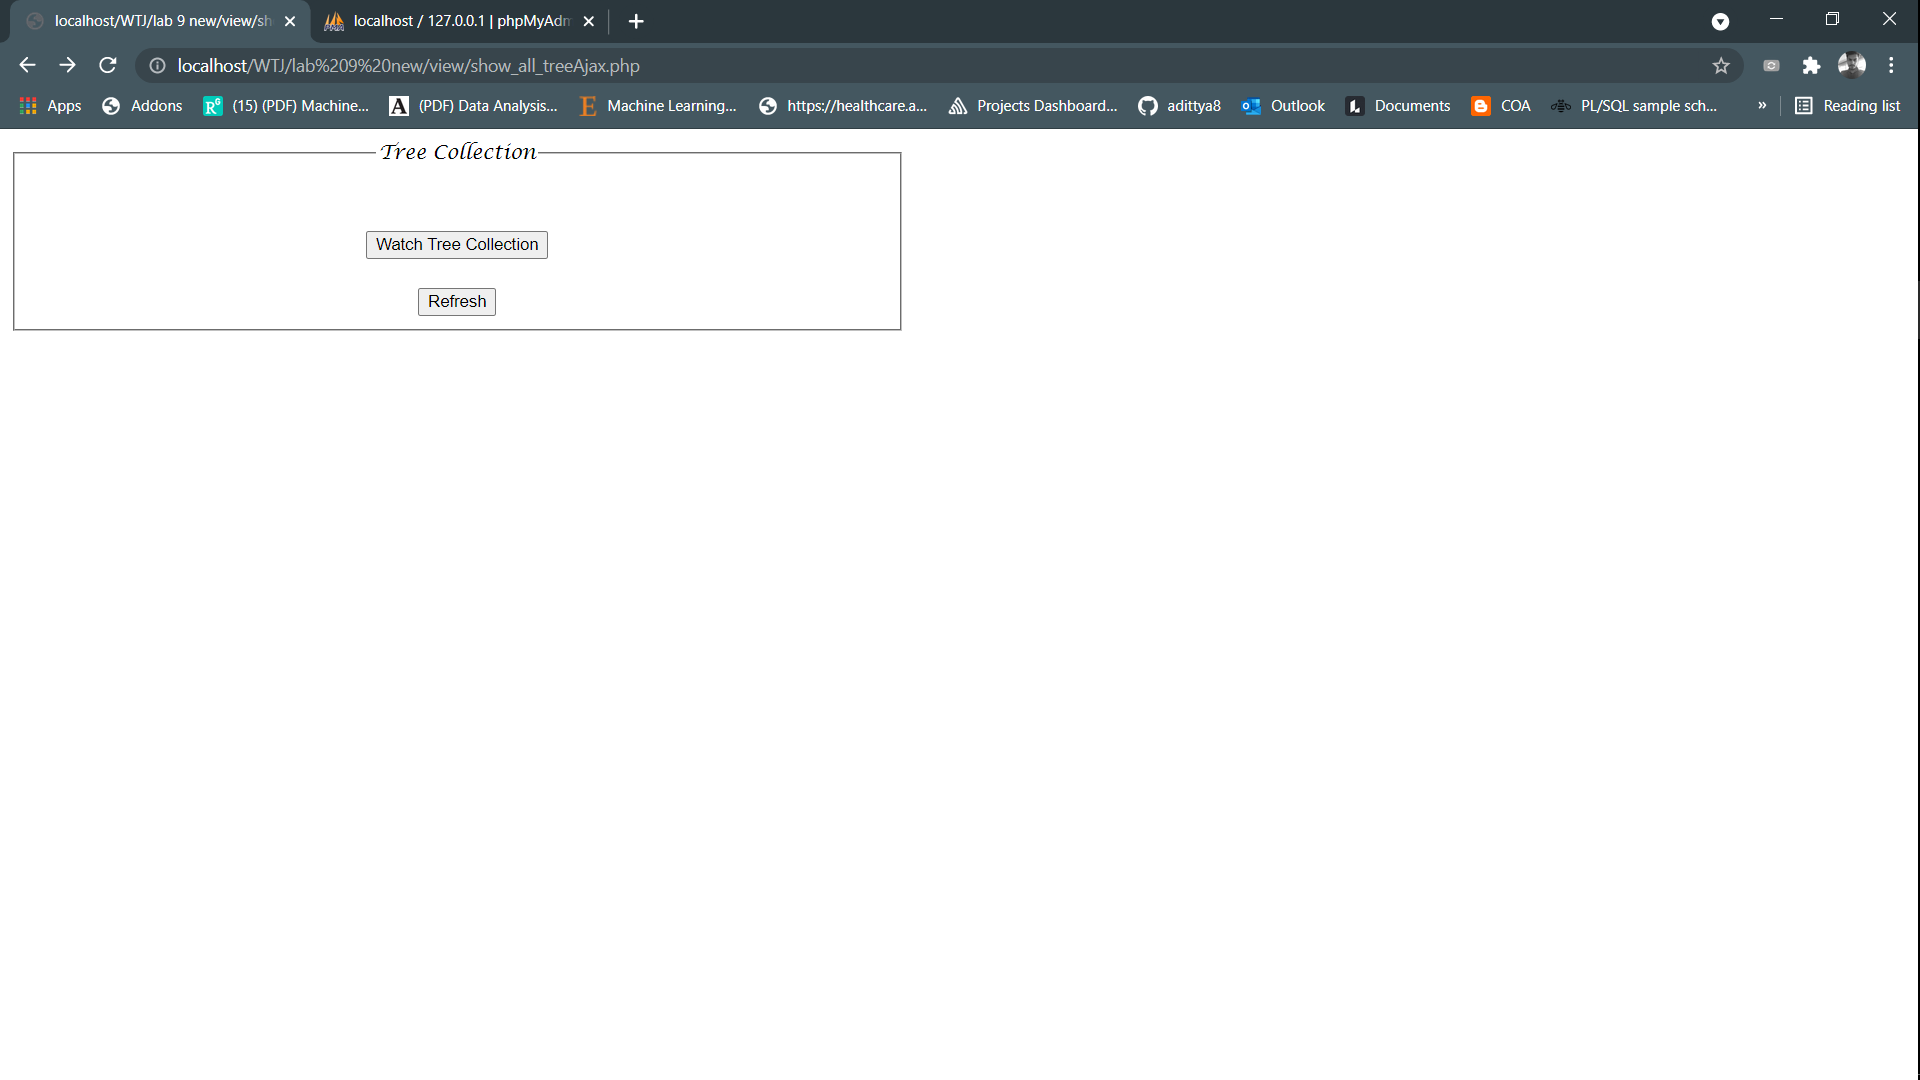 localhost/WTJ/lab 9 new/view/sh
localhost / 127.0.0.1 | phpMyAdm
localhost/WTJ/lab%209%20new/view/show_all_treeAjax.php
Apps
Addons
(15) (PDF) Machine...
(PDF) Data Analysis...
Machine Learning...
https://healthcare.a...
Projects Dashboard...
adittya8
Outlook
Documents
COA
PL/SQL sample sch...
»
Reading list
Tree Collection
Watch Tree Collection
Refresh